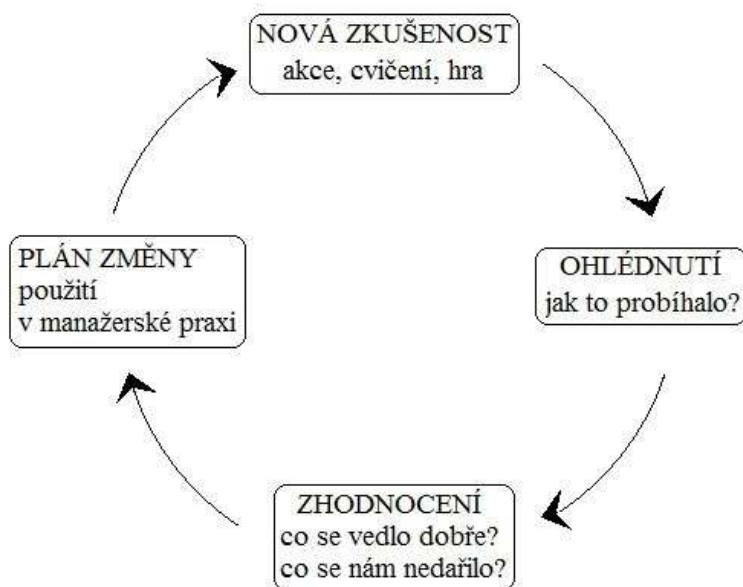 NOVÁ ZKUŠENOST
akce, cvičení, hra
OHLÉDNUTÍ
jak to probíhalo?
ZHODNOCENÍ
co se vedlo dobře?
co se nám nedařilo?
PLÁN ZMĚNY
použití
v manažerské praxi